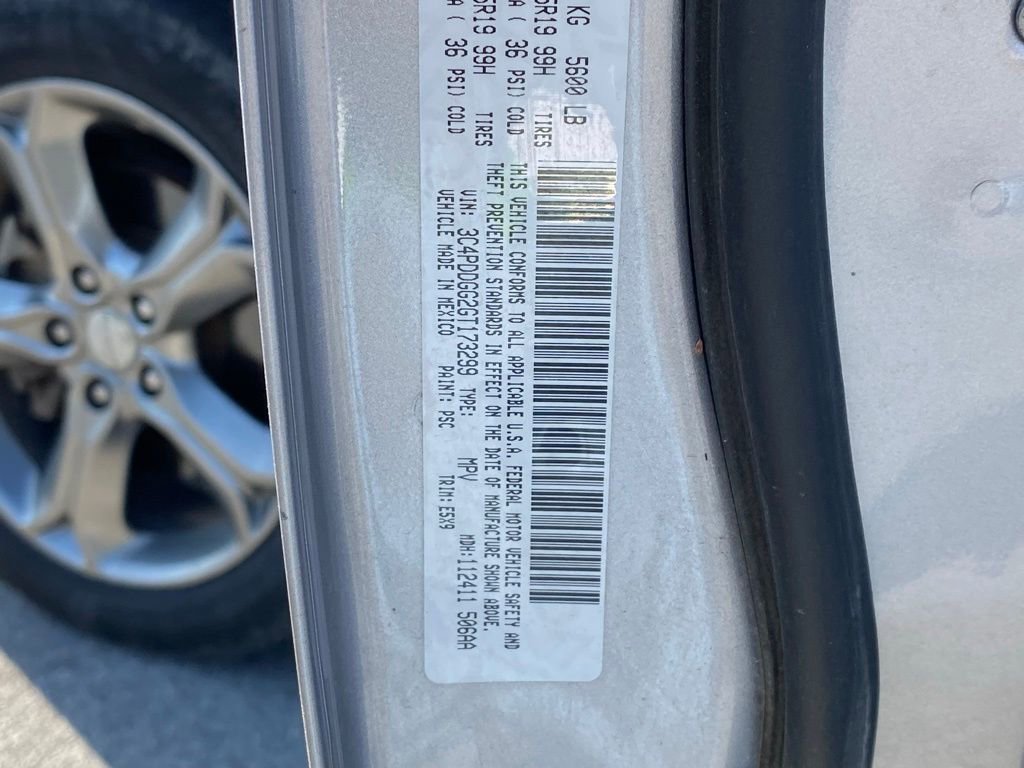 KG 5600 LB
5R19 99H TIRES
A ( 36 PSI) COLD
5R19 99H TIRES
A ( 36 PSI) COLD
THIS VEHICLE CONFORMS TO ALL APPLICABLE U.S.A. FEDERAL MOTOR VEHICLE SAFETY AND
THEFT PREVENTION STANDARDS IN EFFECT ON THE DATE OF MANUFACTURE SHOWN ABOVE.
VIN: 3C4PDDGG2GT173299 TYPE: MPV MDH:112411 506AA
VEHICLE MADE IN MEXICO PAINT: PSC TRIM: E5X9